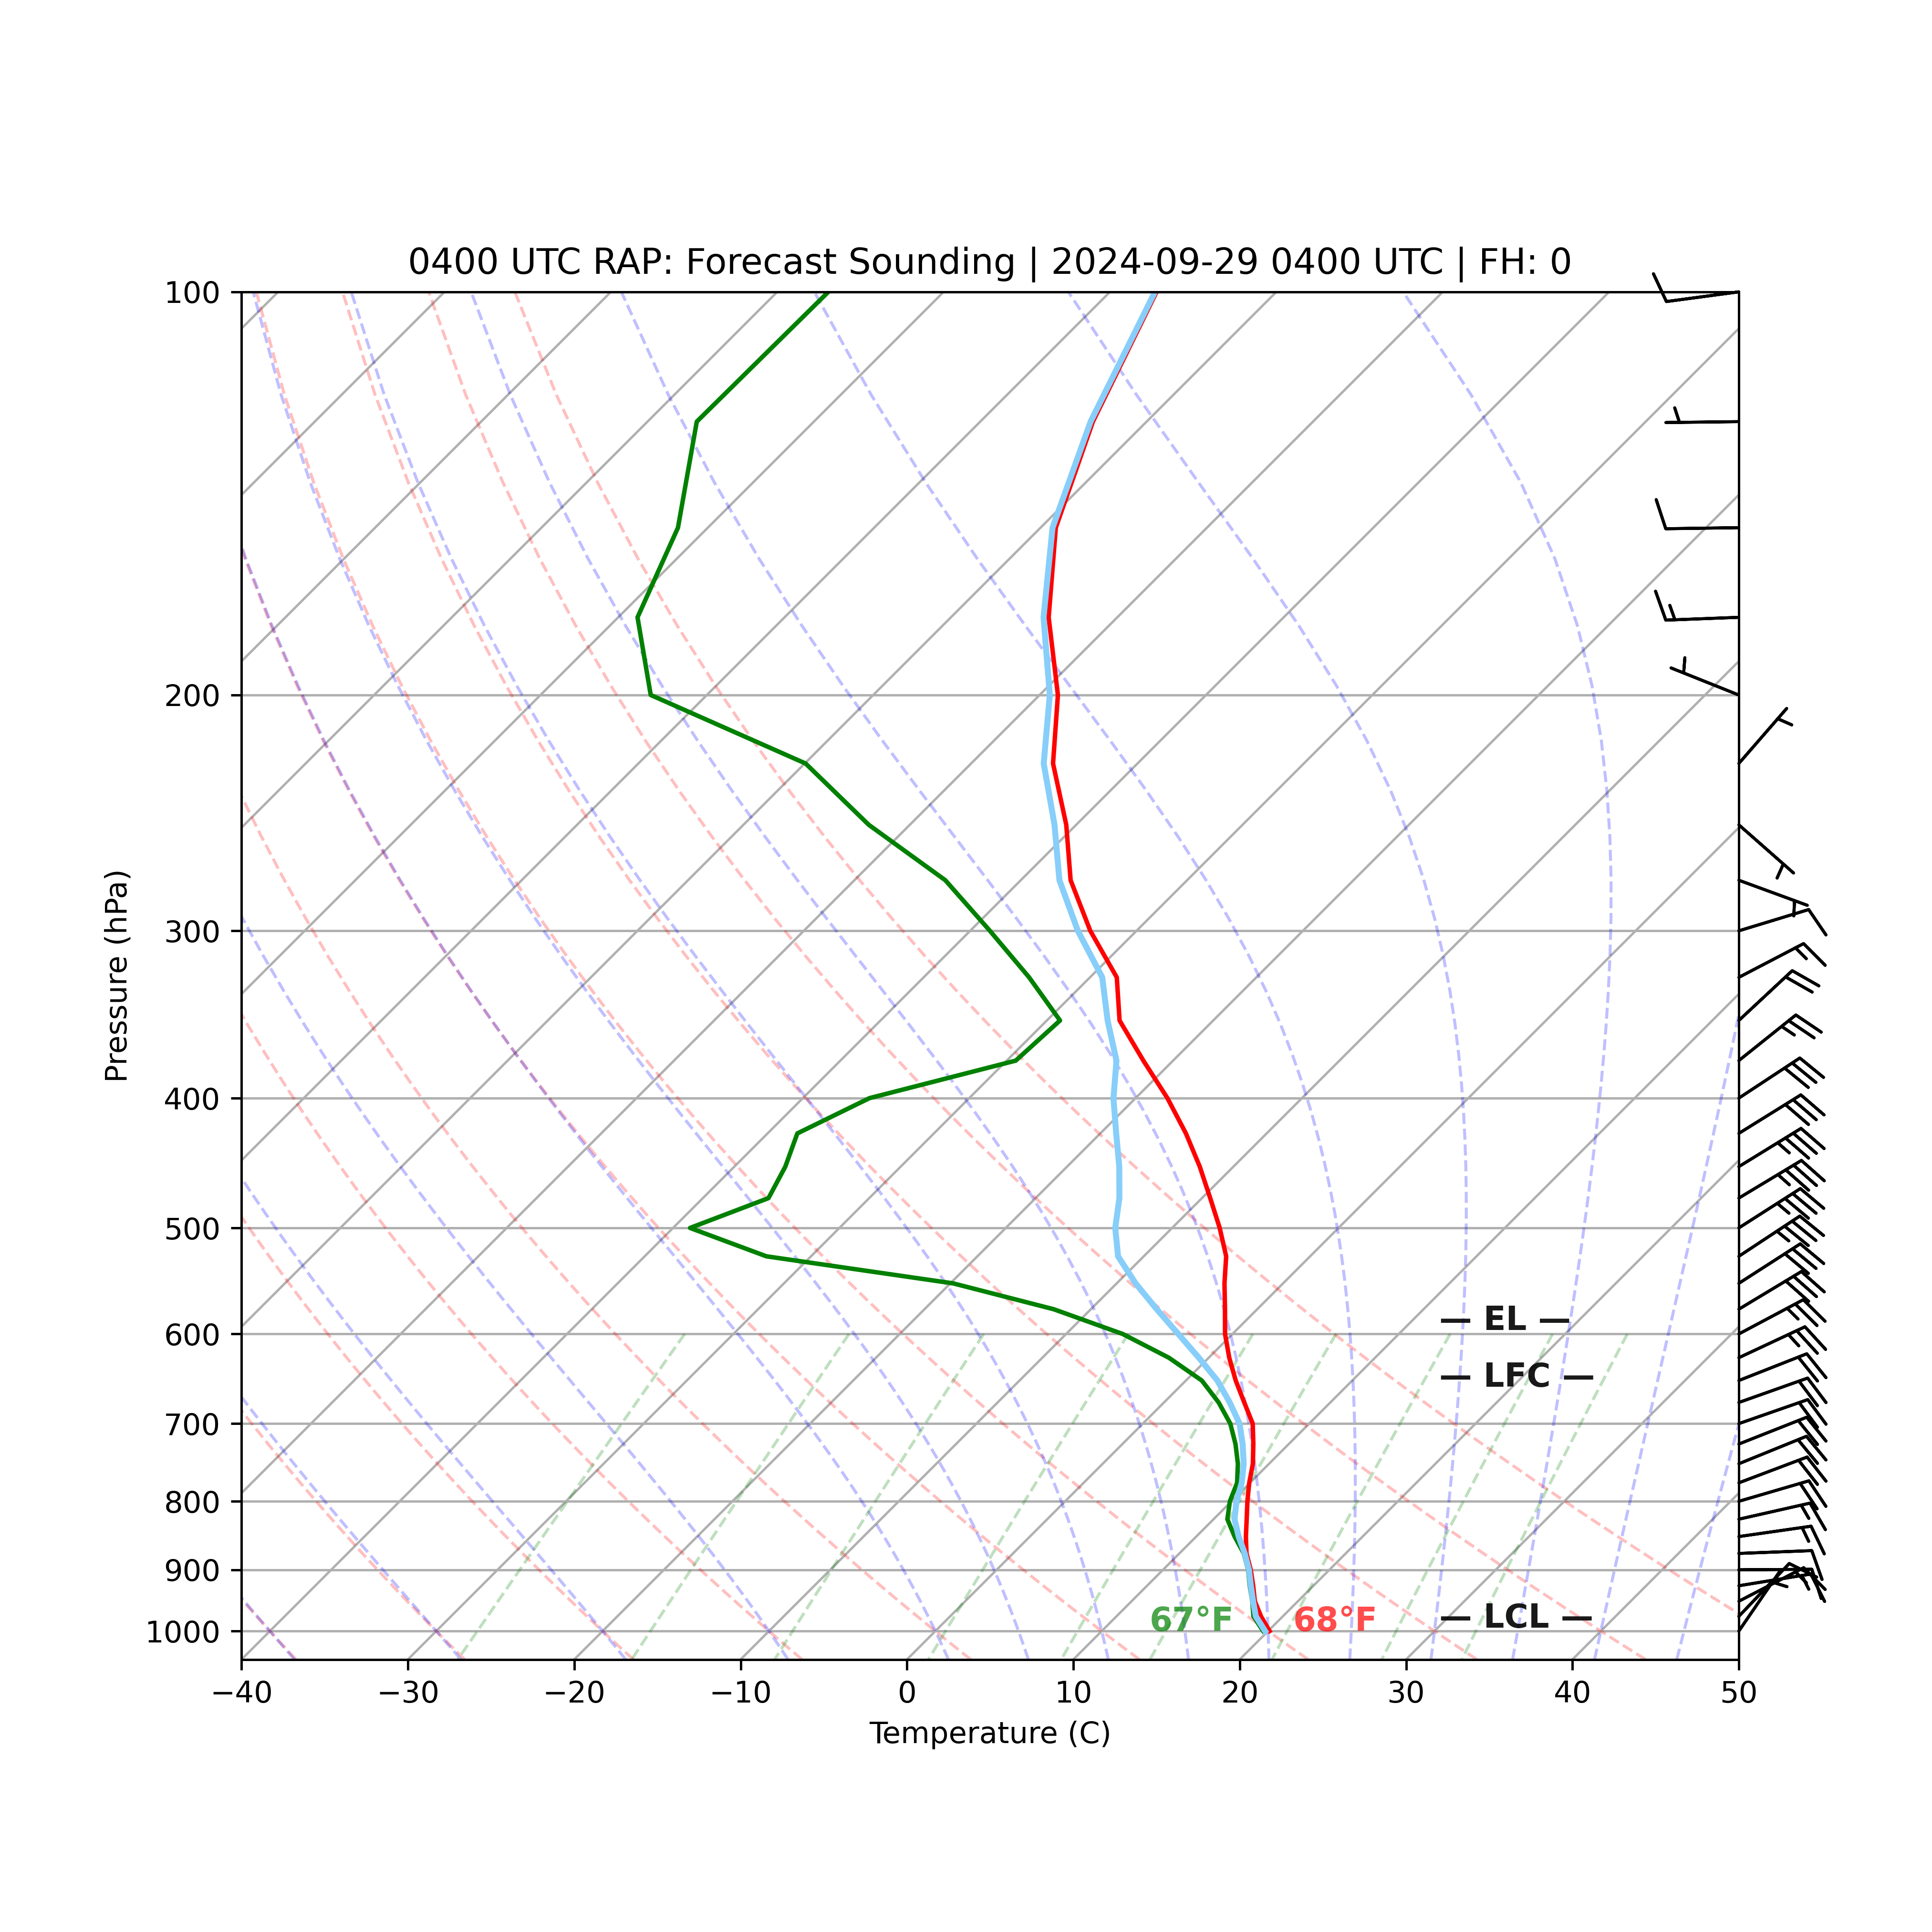 0400 UTC RAP: Forecast Sounding | 2024-09-29 0400 UTC | FH: 0
100
200
300
400
500
600
700
800
900
1000
Pressure (hPa)
— EL —
— LFC —
— LCL —
67°F
68°F
−40 −30 −20 −10 0 10 20 30 40 50
Temperature (C)